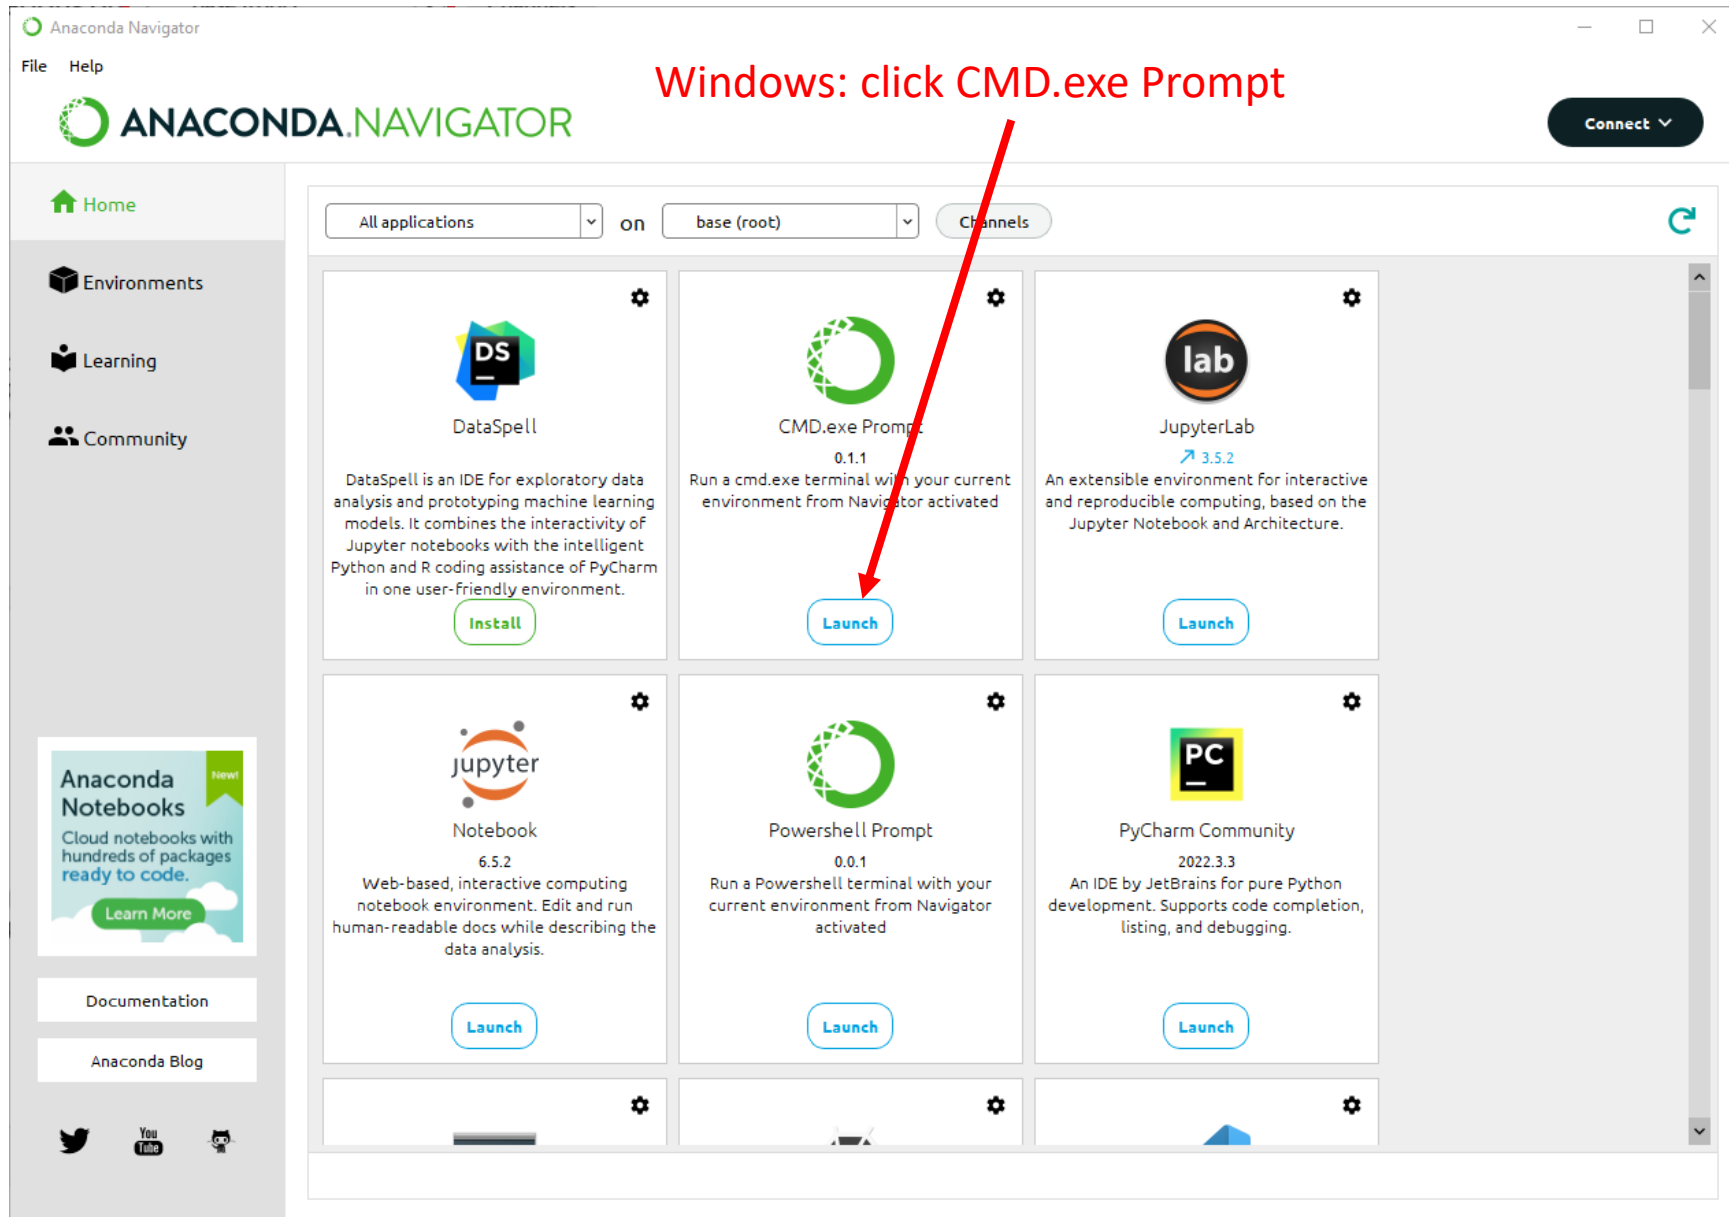 Anaconda Navigator
File Help
Windows: click CMD.exe Prompt
ANACONDA.NAVIGATOR
Connect
Home
Environments
Learning
Community
All applications
on
base (root)
Channels
DS
DataSpell
DataSpell is an IDE for exploratory data
analysis and prototyping machine learning
models. It combines the interactivity of
Jupyter notebooks with the intelligent
Python and R coding assistance of PyCharm
in one user-friendly environment.
Install
CMD.exe Prompt
0.1.1
Run a cmd.exe terminal with your current
environment from Navigator activated
Launch
lab
JupyterLab
3.5.2
An extensible environment for interactive
and reproducible computing, based on the
Jupyter Notebook and Architecture.
Launch
jupyter
Notebook
6.5.2
Web-based, interactive computing
notebook environment. Edit and run
human-readable docs while describing the
data analysis.
Launch
Powershell Prompt
0.0.1
Run a Powershell terminal with your
current environment from Navigator
activated
Launch
PC
PyCharm Community
2022.3.3
An IDE by JetBrains for pure Python
development. Supports code completion,
listing, and debugging.
Launch
New!
Anaconda
Notebooks
Cloud notebooks with
hundreds of packages
ready to code.
Learn More
Documentation
Anaconda Blog
You
Tube